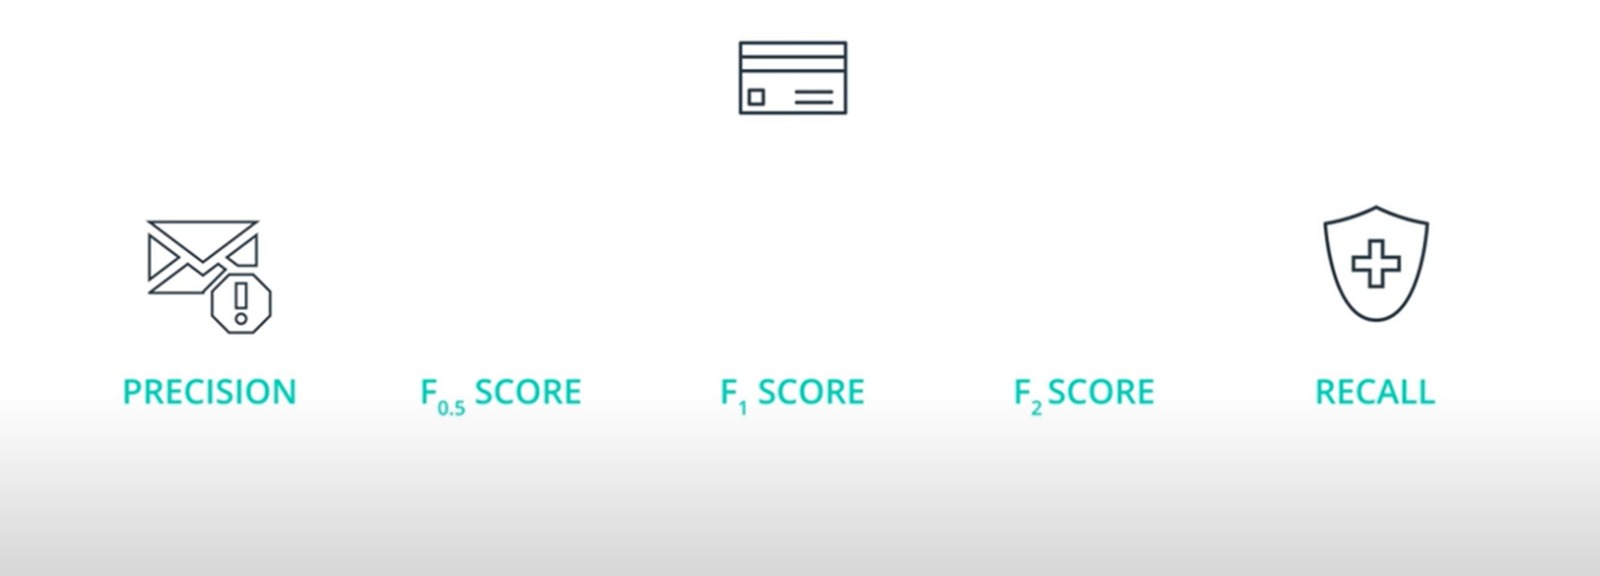 PRECISION F0.5 SCORE F1 SCORE F2 SCORE RECALL